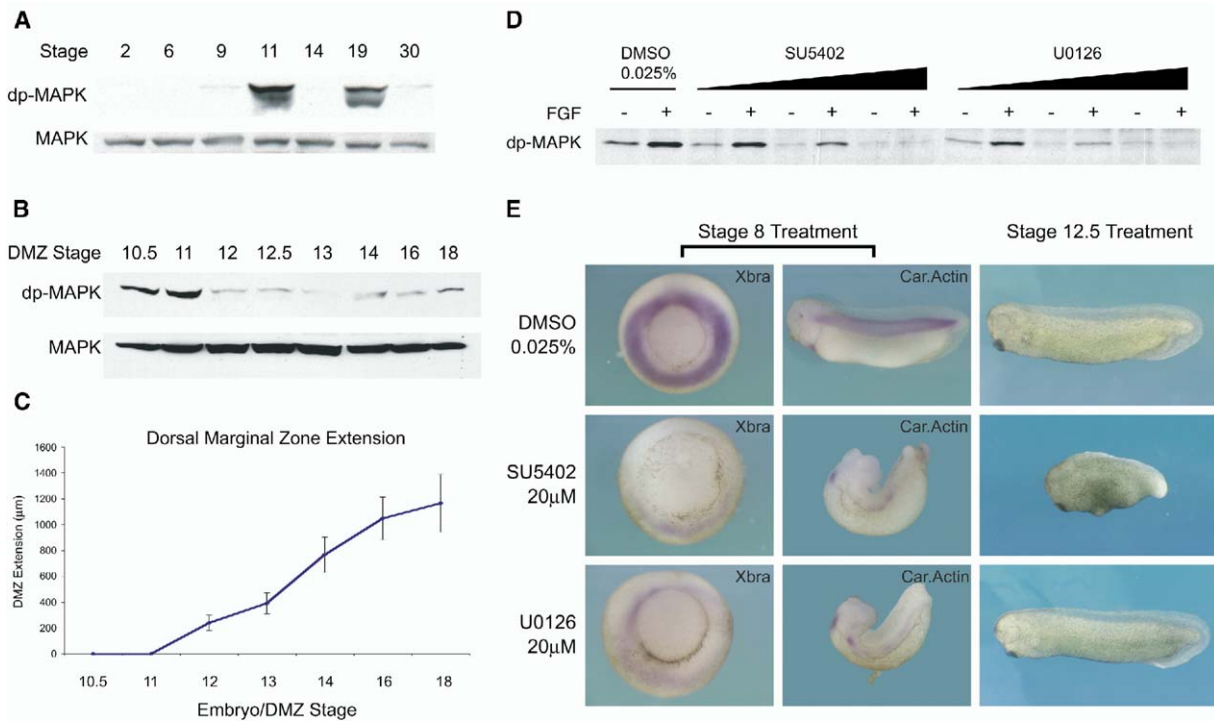 A
Stage 2 6 9 11 14 19 30
dp-MAPK
MAPK
B
DMZ Stage 10.5 11 12 12.5 13 14 16 18
dp-MAPK
MAPK
C
Dorsal Marginal Zone Extension
DMZ Extension (µm)
1600
1400
1200
1000
800
600
400
200
0
10.5 11 12 13 14 16 18
Embryo/DMZ Stage
D
DMSO
0.025%
SU5402
U0126
FGF - + - + - + - + - + - + - +
dp-MAPK
E
Stage 8 Treatment
Stage 12.5 Treatment
DMSO
0.025%
Xbra
Car.Actin
SU5402
20µM
Xbra
Car.Actin
U0126
20µM
Xbra
Car.Actin